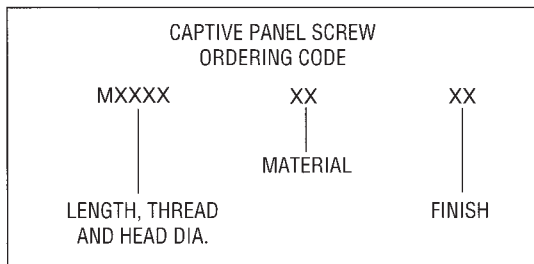 CAPTIVE PANEL SCREW
ORDERING CODE
MXXXX XX XX
MATERIAL
LENGTH, THREAD
AND HEAD DIA.
FINISH